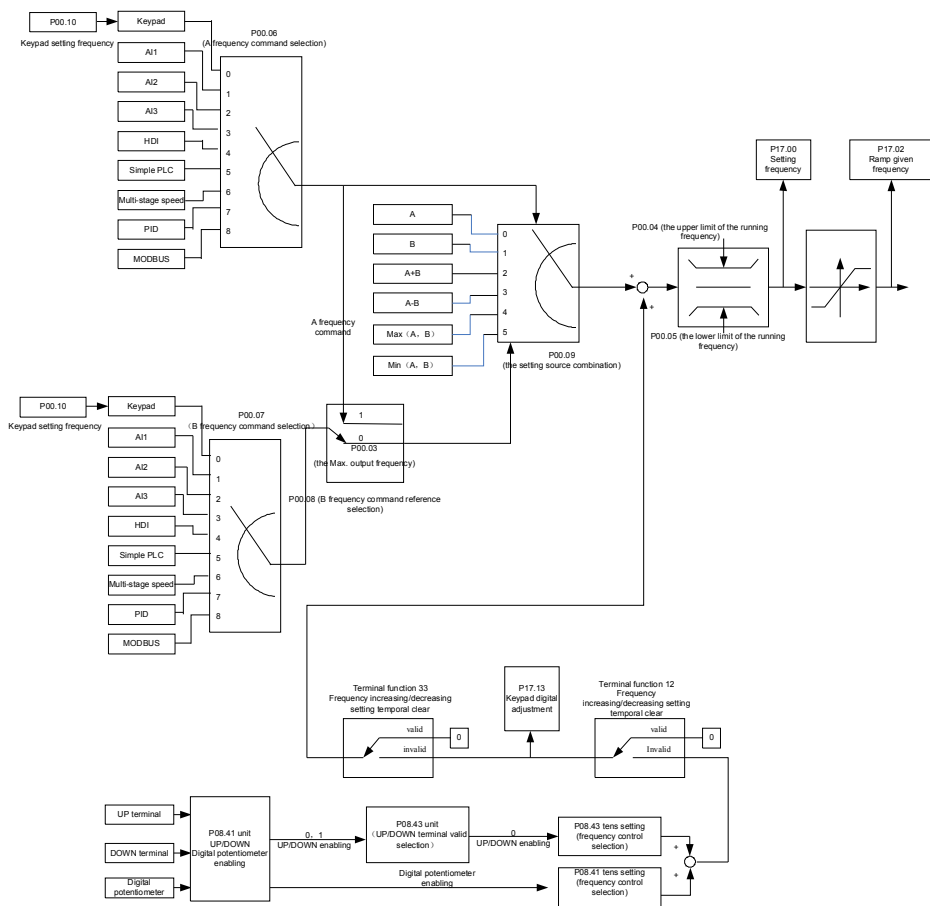 P00.10
Keypad setting frequency
Keypad
AI1
AI2
AI3
HDI
Simple PLC
Multi-stage speed
PID
MODBUS
P00.06
(A frequency command selection)
0
1
2
3
4
5
6
7
8
A frequency
command
A
B
A+B
A-B
Max（A，B）
Min（A，B）
0
1
2
3
4
5
P00.09
(the setting source combination)
+
+
P00.04 (the upper limit of the running
frequency)
P00.05 (the lower limit of the running
frequency)
P17.00
Setting
frequency
P17.02
Ramp given
frequency
P00.10
Keypad setting frequency
Keypad
AI1
AI2
AI3
HDI
Simple PLC
Multi-stage speed
PID
MODBUS
P00.07
（B frequency command selection）
0
1
2
3
4
5
6
7
8
1
0
P00.03
(the Max. output frequency)
P00.08 (B frequency command reference
selection)
Terminal function 33
Frequency increasing/decreasing
setting temporal clear
valid
invalid
0
P17.13
Keypad digital
adjustment
Terminal function 12
Frequency
increasing/decreasing setting
temporal clear
valid
Invalid
0
UP terminal
DOWN terminal
Digital
potentiometer
P08.41 unit
UP/DOWN
Digital potentiometer
enabling
0，1
UP/DOWN enabling
P08.43 unit
（UP/DOWN terminal valid
selection）
0
UP/DOWN enabling
P08.43 tens setting
(frequency control
selection)
Digital potentiometer
enabling
P08.41 tens setting
(frequency control
selection)
+
+